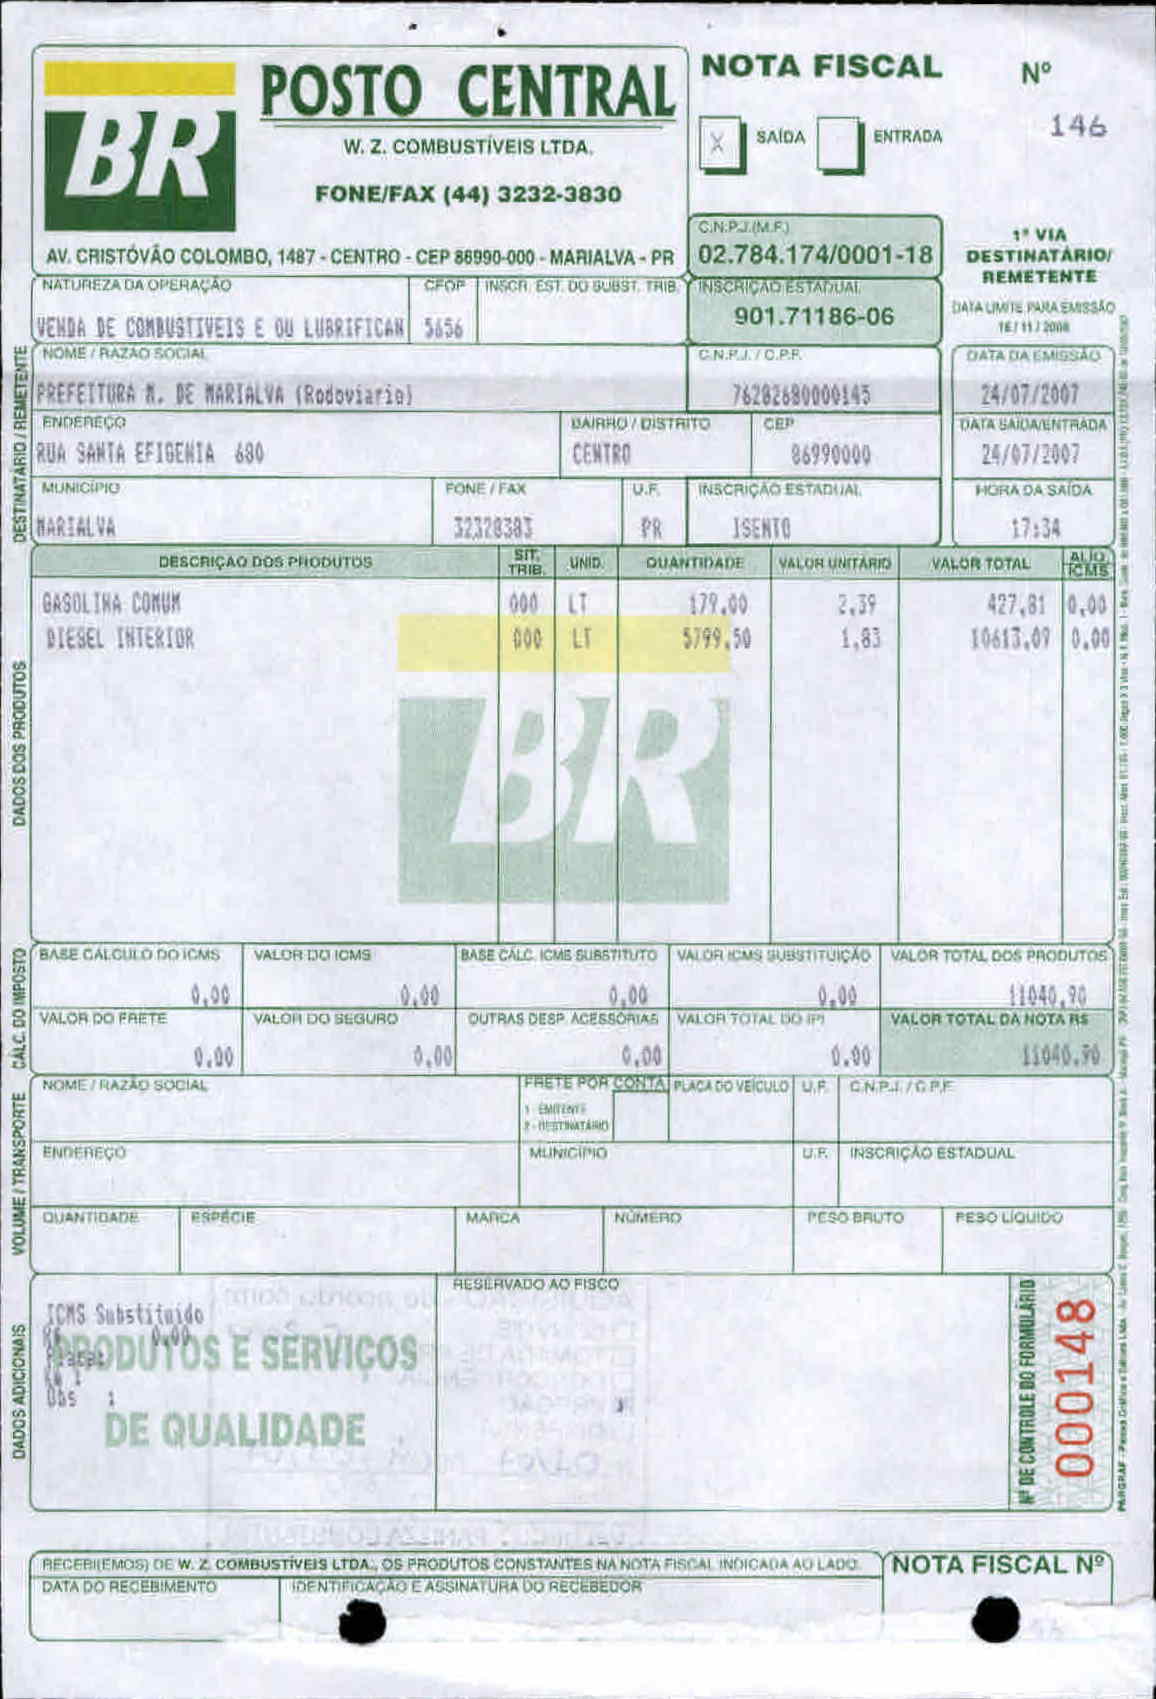 BR
POSTO CENTRAL
W. Z. COMBUSTÍVEIS LTDA.
FONE/FAX (44) 3232-3830
AV. CRISTÓVÃO COLOMBO, 1487 - CENTRO - CEP 86990-000 - MARIALVA - PR
NOTA FISCAL Nº
X SAÍDA ENTRADA 146
C.N.P.J.(M.F.)
02.784.174/0001-18
INSCRIÇÃO ESTADUAL
901.71186-06
1ª VIA
DESTINATÁRIO/
REMETENTE
DATA LIMITE PARA EMISSÃO
16/11/2008
NATUREZA DA OPERAÇÃO CFOP INSCR. EST. DO SUBST. TRIB.
VENDA DE COMBUSTIVEIS E OU LUBRIFICAN 5656
DESTINATÁRIO / REMETENTE
NOME / RAZÃO SOCIAL C.N.P.J. / C.P.F. DATA DA EMISSÃO
PREFEITURA M. DE MARIALVA (Rodoviario) 76282680000145 24/07/2007
ENDEREÇO BAIRRO / DISTRITO CEP DATA SAÍDA/ENTRADA
RUA SANTA EFIGENIA 680 CENTRO 86990000 24/07/2007
MUNICÍPIO FONE / FAX U.F. INSCRIÇÃO ESTADUAL HORA DA SAÍDA
MARIALVA 32328383 PR ISENTO 17:34
DADOS DOS PRODUTOS
DESCRIÇÃO DOS PRODUTOS SIT. TRIB. UNID. QUANTIDADE VALOR UNITÁRIO VALOR TOTAL ALÍQ. ICMS
GASOLINA COMUM 000 LT 179,00 2,39 427,81 0,00
DIESEL INTERIOR 000 LT 5799,50 1,83 10613,09 0,00
BR
CÁLC. DO IMPOSTO
BASE CÁLCULO DO ICMS VALOR DO ICMS BASE CÁLC. ICMS SUBSTITUTO VALOR ICMS SUBSTITUIÇÃO VALOR TOTAL DOS PRODUTOS
0,00 0,00 0,00 0,00 11040,90
VALOR DO FRETE VALOR DO SEGURO OUTRAS DESP. ACESSÓRIAS VALOR TOTAL DO IPI VALOR TOTAL DA NOTA R$
0,00 0,00 0,00 0,00 11040,90
VOLUME / TRANSPORTE
NOME / RAZÃO SOCIAL FRETE POR CONTA PLACA DO VEÍCULO U.F. C.N.P.J. / C.P.F.
1 - EMITENTE
2 - DESTINATÁRIO
ENDEREÇO MUNICÍPIO U.F. INSCRIÇÃO ESTADUAL
QUANTIDADE ESPÉCIE MARCA NÚMERO PESO BRUTO PESO LÍQUIDO
DADOS ADICIONAIS
RESERVADO AO FISCO
ICMS Substituido
0,00
PRODUTOS E SERVIÇOS
Obs 1
DE QUALIDADE
Nº DE CONTROLE DO FORMULÁRIO
000148
RECEBI(EMOS) DE W. Z. COMBUSTÍVEIS LTDA., OS PRODUTOS CONSTANTES NA NOTA FISCAL INDICADA AO LADO.
NOTA FISCAL Nº
DATA DO RECEBIMENTO IDENTIFICAÇÃO E ASSINATURA DO RECEBEDOR